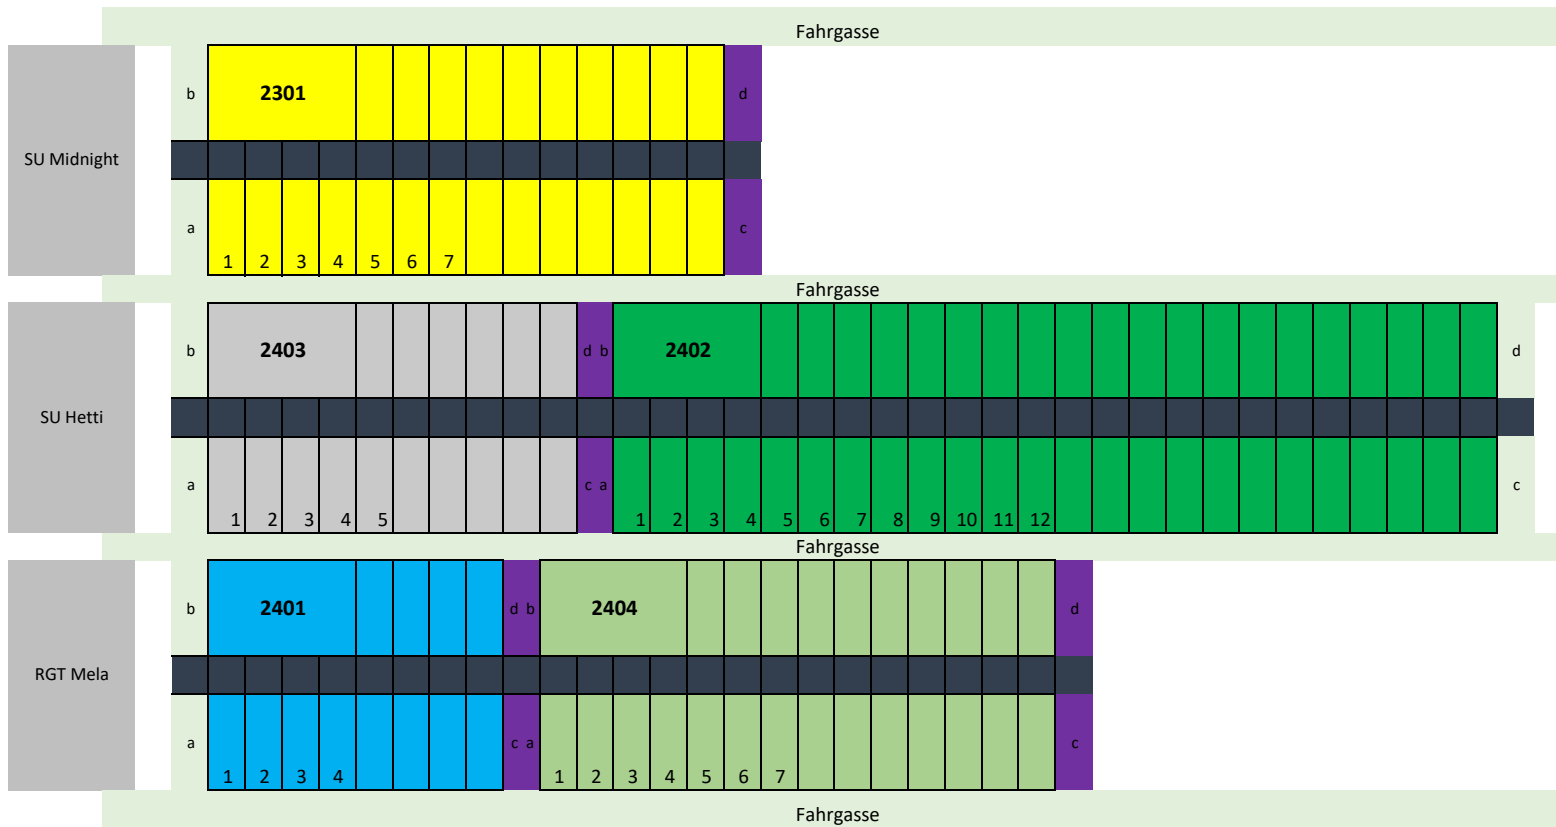 Fahrgasse
b 2301 d
SU Midnight
a c
1 2 3 4 5 6 7
Fahrgasse
b 2403 d b 2402 d
SU Hetti
a c a c
1 2 3 4 5 1 2 3 4 5 6 7 8 9 10 11 12
Fahrgasse
b 2401 d b 2404 d
RGT Mela
a c a c
1 2 3 4 1 2 3 4 5 6 7
Fahrgasse